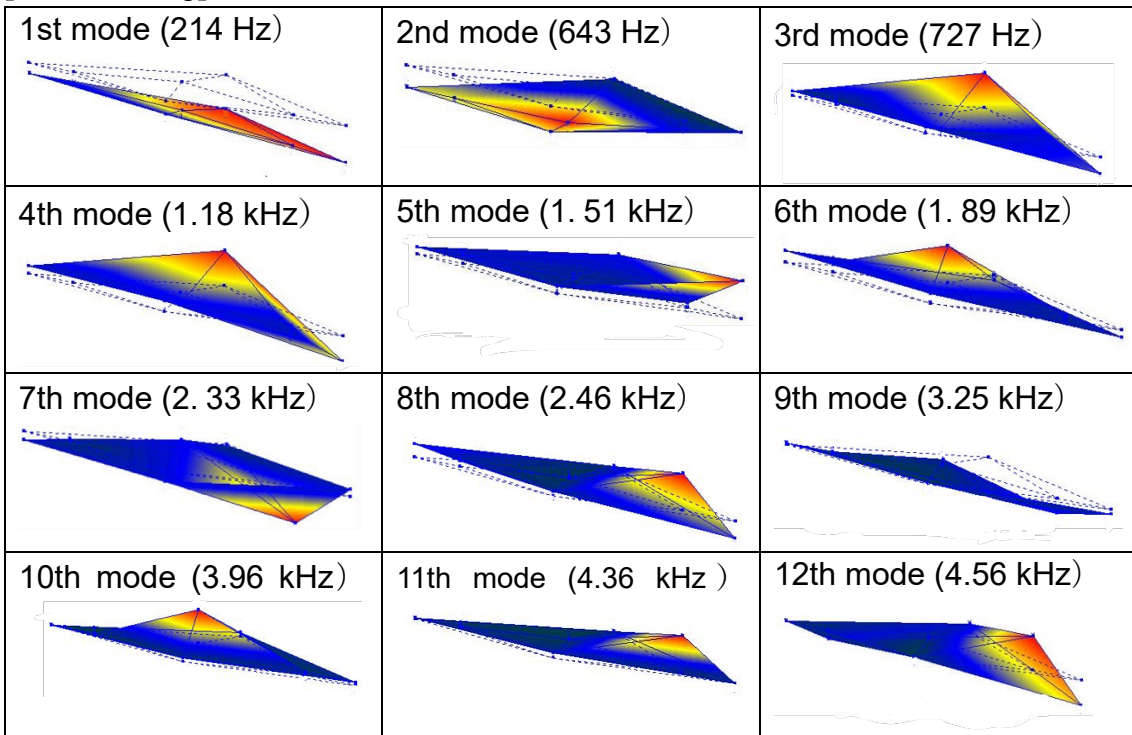 1st mode (214 Hz）
2nd mode (643 Hz）
3rd mode (727 Hz）
4th mode (1.18 kHz）
5th mode (1. 51 kHz）
6th mode (1. 89 kHz）
7th mode (2. 33 kHz）
8th mode (2.46 kHz）
9th mode (3.25 kHz）
10th mode (3.96 kHz）
11th mode (4.36 kHz ）
12th mode (4.56 kHz）